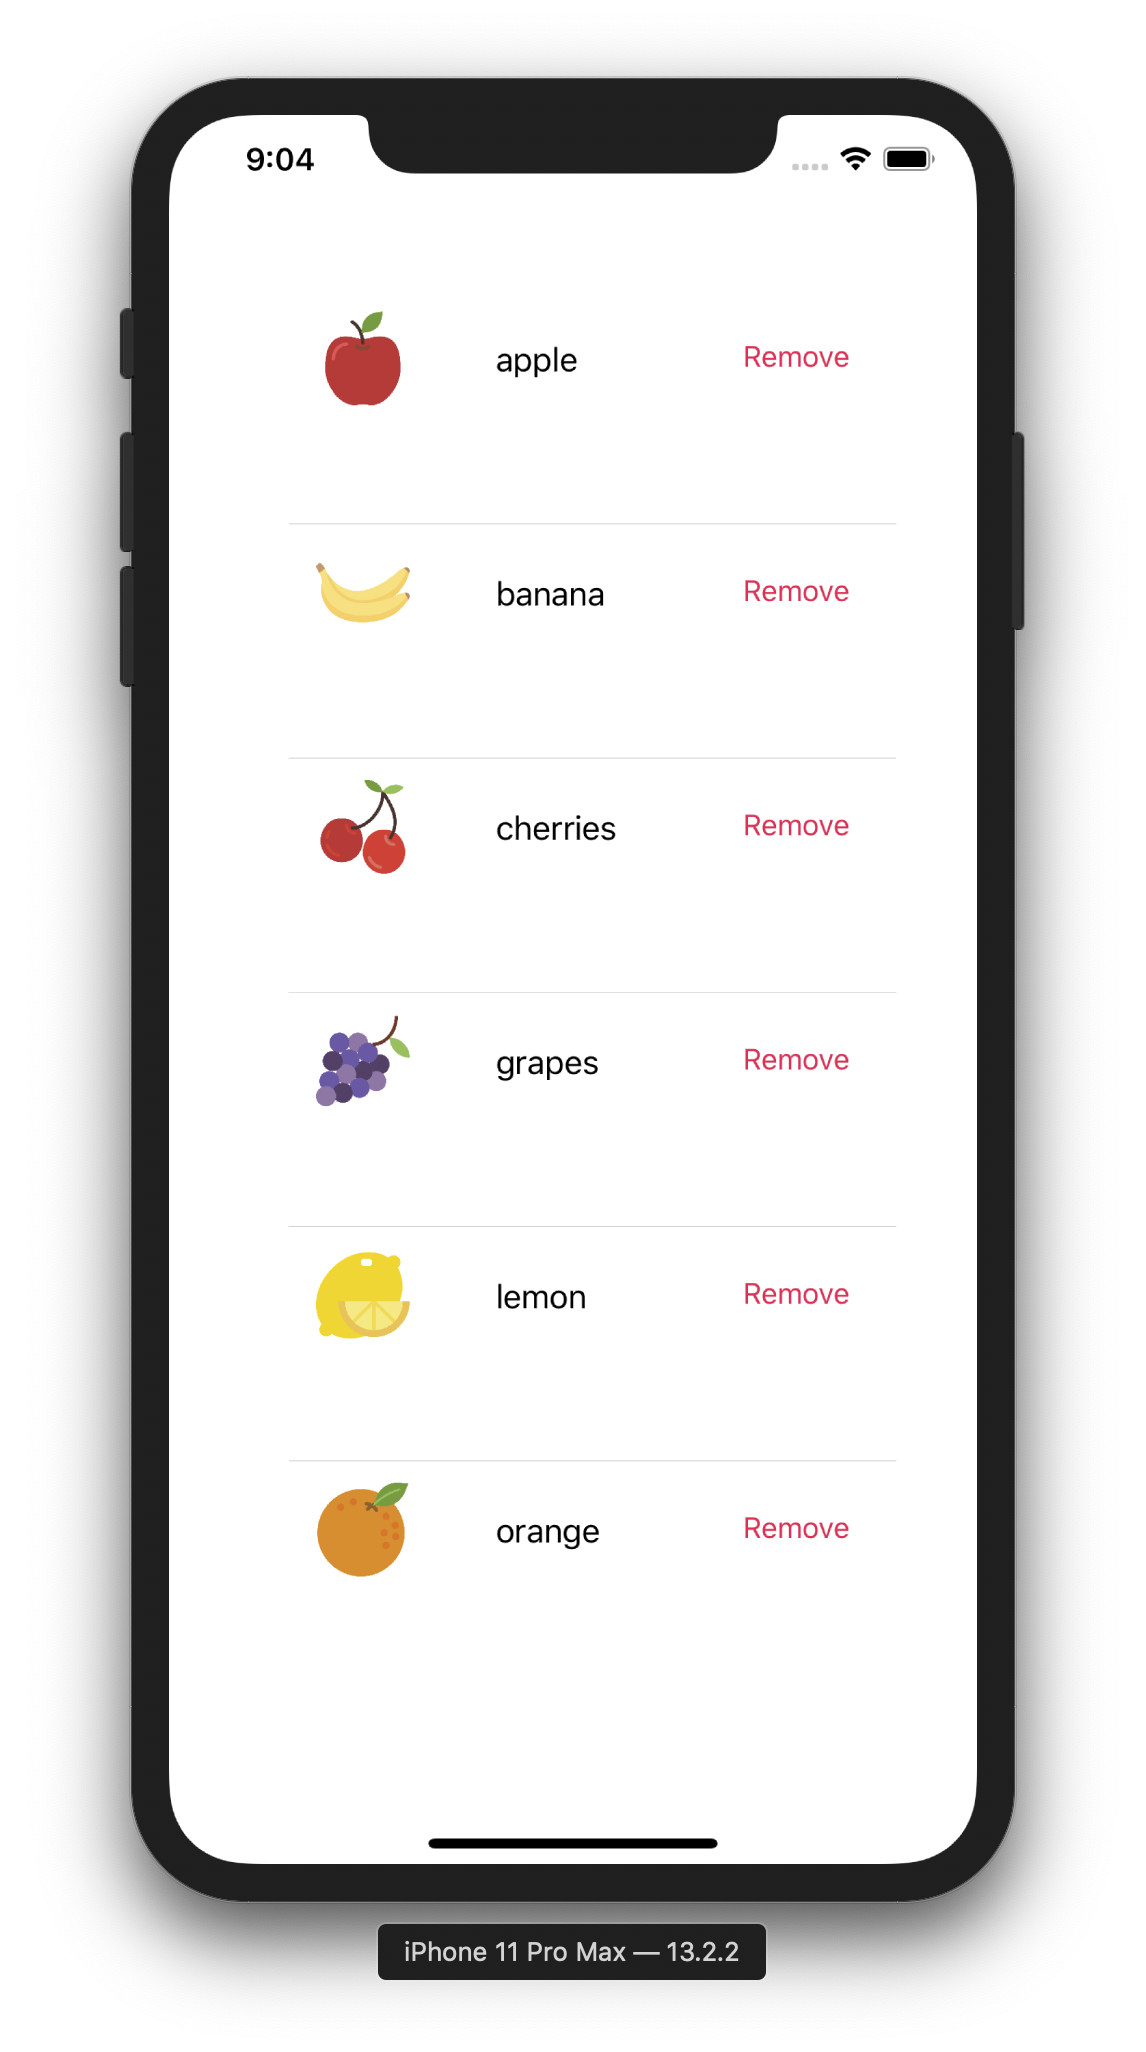 9:04
apple Remove
banana Remove
cherries Remove
grapes Remove
lemon Remove
orange Remove
iPhone 11 Pro Max — 13.2.2